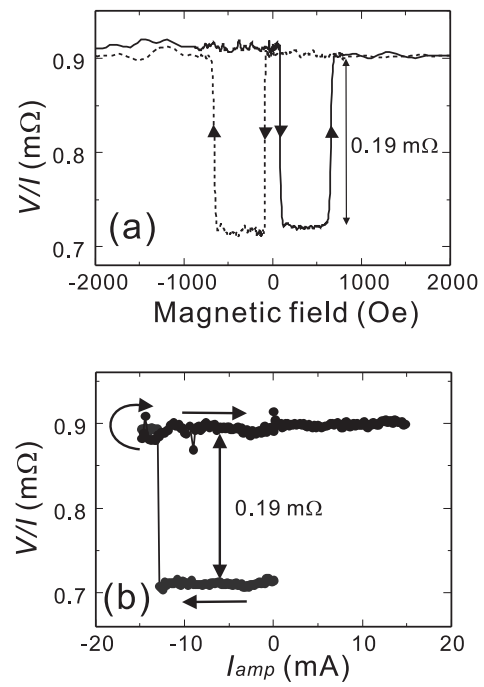 0.9
0.8
0.7
V/I (mΩ)
0.19 mΩ
(a)
-2000 -1000 0 1000 2000
Magnetic field (Oe)
0.9
0.9
0.7
V/I (mΩ)
0.19 mΩ
(b)
-20 -10 0 10 20
Iamp (mA)